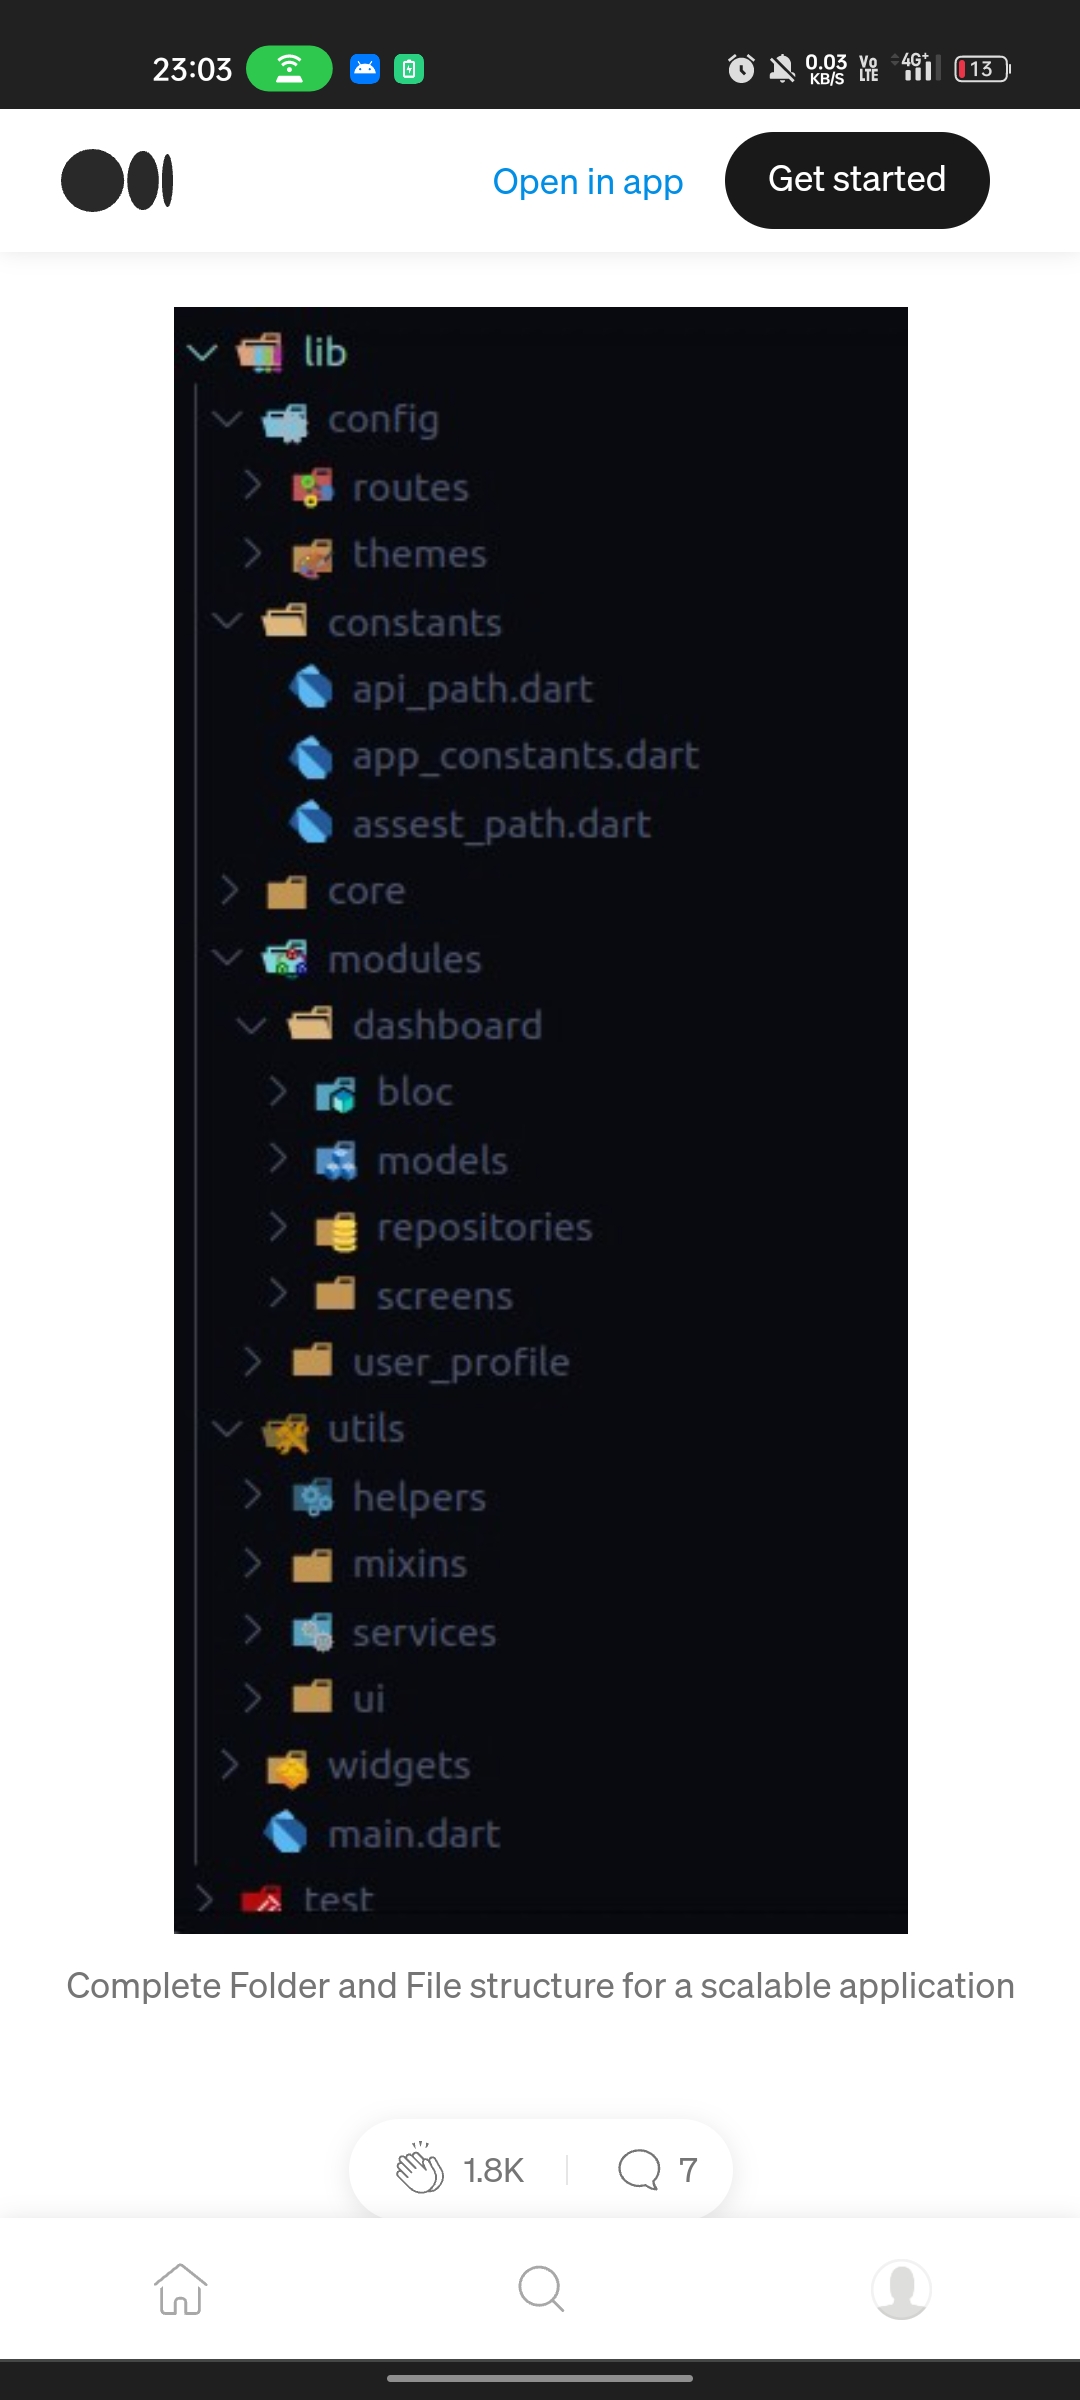 23:03
0.03 KB/S
Vo LTE
4G+
13
Open in app
Get started
lib
config
routes
themes
constants
api_path.dart
app_constants.dart
assest_path.dart
core
modules
dashboard
bloc
models
repositories
screens
user_profile
utils
helpers
mixins
services
ui
widgets
main.dart
test
Complete Folder and File structure for a scalable application
1.8K
7